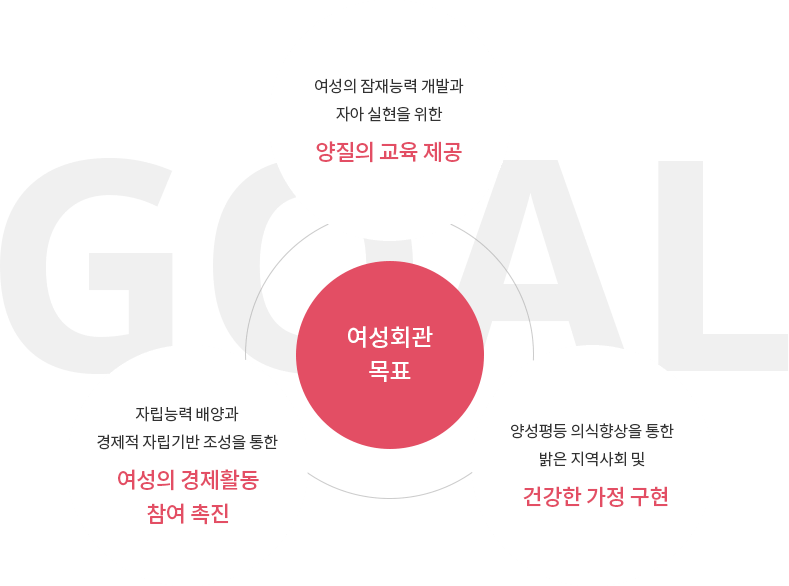 여성의 잠재능력 개발과
자아 실현을 위한
양질의 교육 제공
GOAL
여성회관
목표
자립능력 배양과
경제적 자립기반 조성을 통한
여성의 경제활동
참여 촉진
양성평등 의식향상을 통한
밝은 지역사회 및
건강한 가정 구현